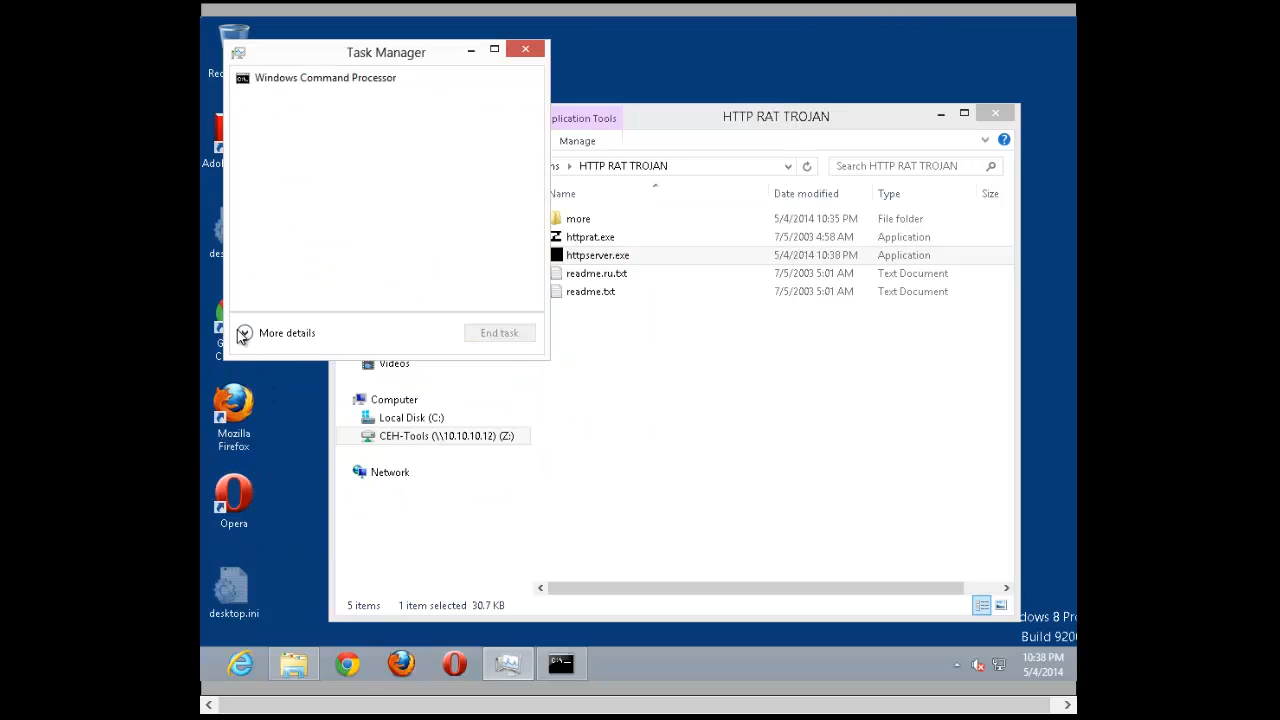 Rec
Task Manager
Windows Command Processor
plication Tools
HTTP RAT TROJAN
Manage
ns
HTTP RAT TROJAN
Search HTTP RAT TROJAN
Adol
Name
Date modified
Type
Size
more
5/4/2014 10:35 PM
File folder
httprat.exe
7/5/2003 4:58 AM
Application
des
httpserver.exe
5/4/2014 10:38 PM
Application
readme.ru.txt
7/5/2003 5:01 AM
Text Document
readme.txt
7/5/2003 5:01 AM
Text Document
More details
End task
G
C
Videos
Computer
Local Disk (C:)
CEH-Tools (\\10.10.10.12) (Z:)
Mozilla
Firefox
Network
Opera
desktop.ini
5 items
1 item selected 30.7 KB
dows 8 Pro
Build 9200
10:38 PM
5/4/2014